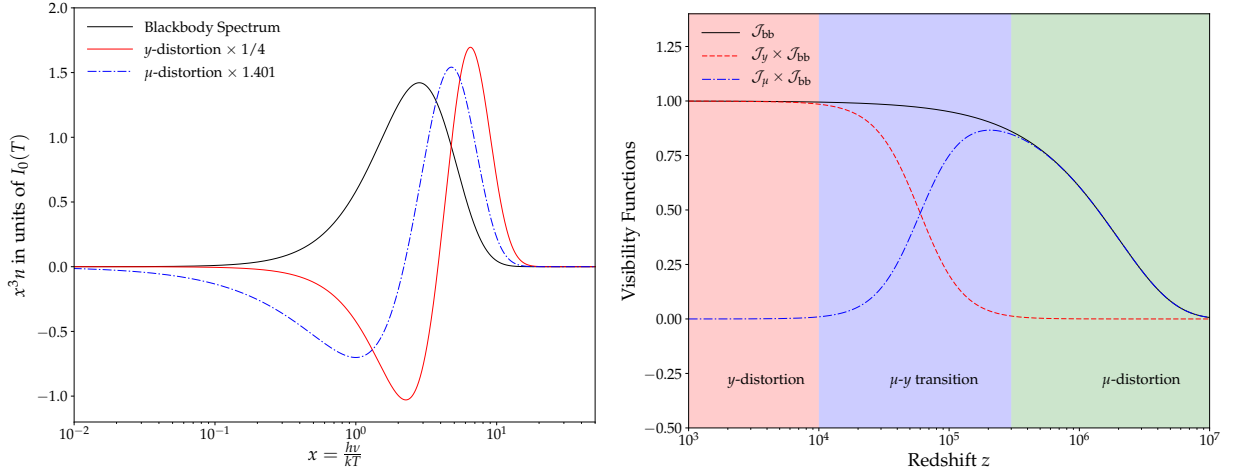 2.0
1.5
1.0
0.5
0.0
−0.5
−1.0
x³n in units of I₀(T)
Blackbody Spectrum
y-distortion × 1/4
μ-distortion × 1.401
10⁻² 10⁻¹ 10⁰ 10¹
x = hν/kT
1.25
1.00
0.75
0.50
0.25
0.00
−0.25
−0.50
Visibility Functions
𝒥bb
𝒥y × 𝒥bb
𝒥μ × 𝒥bb
y-distortion μ-y transition μ-distortion
10³ 10⁴ 10⁵ 10⁶ 10⁷
Redshift z